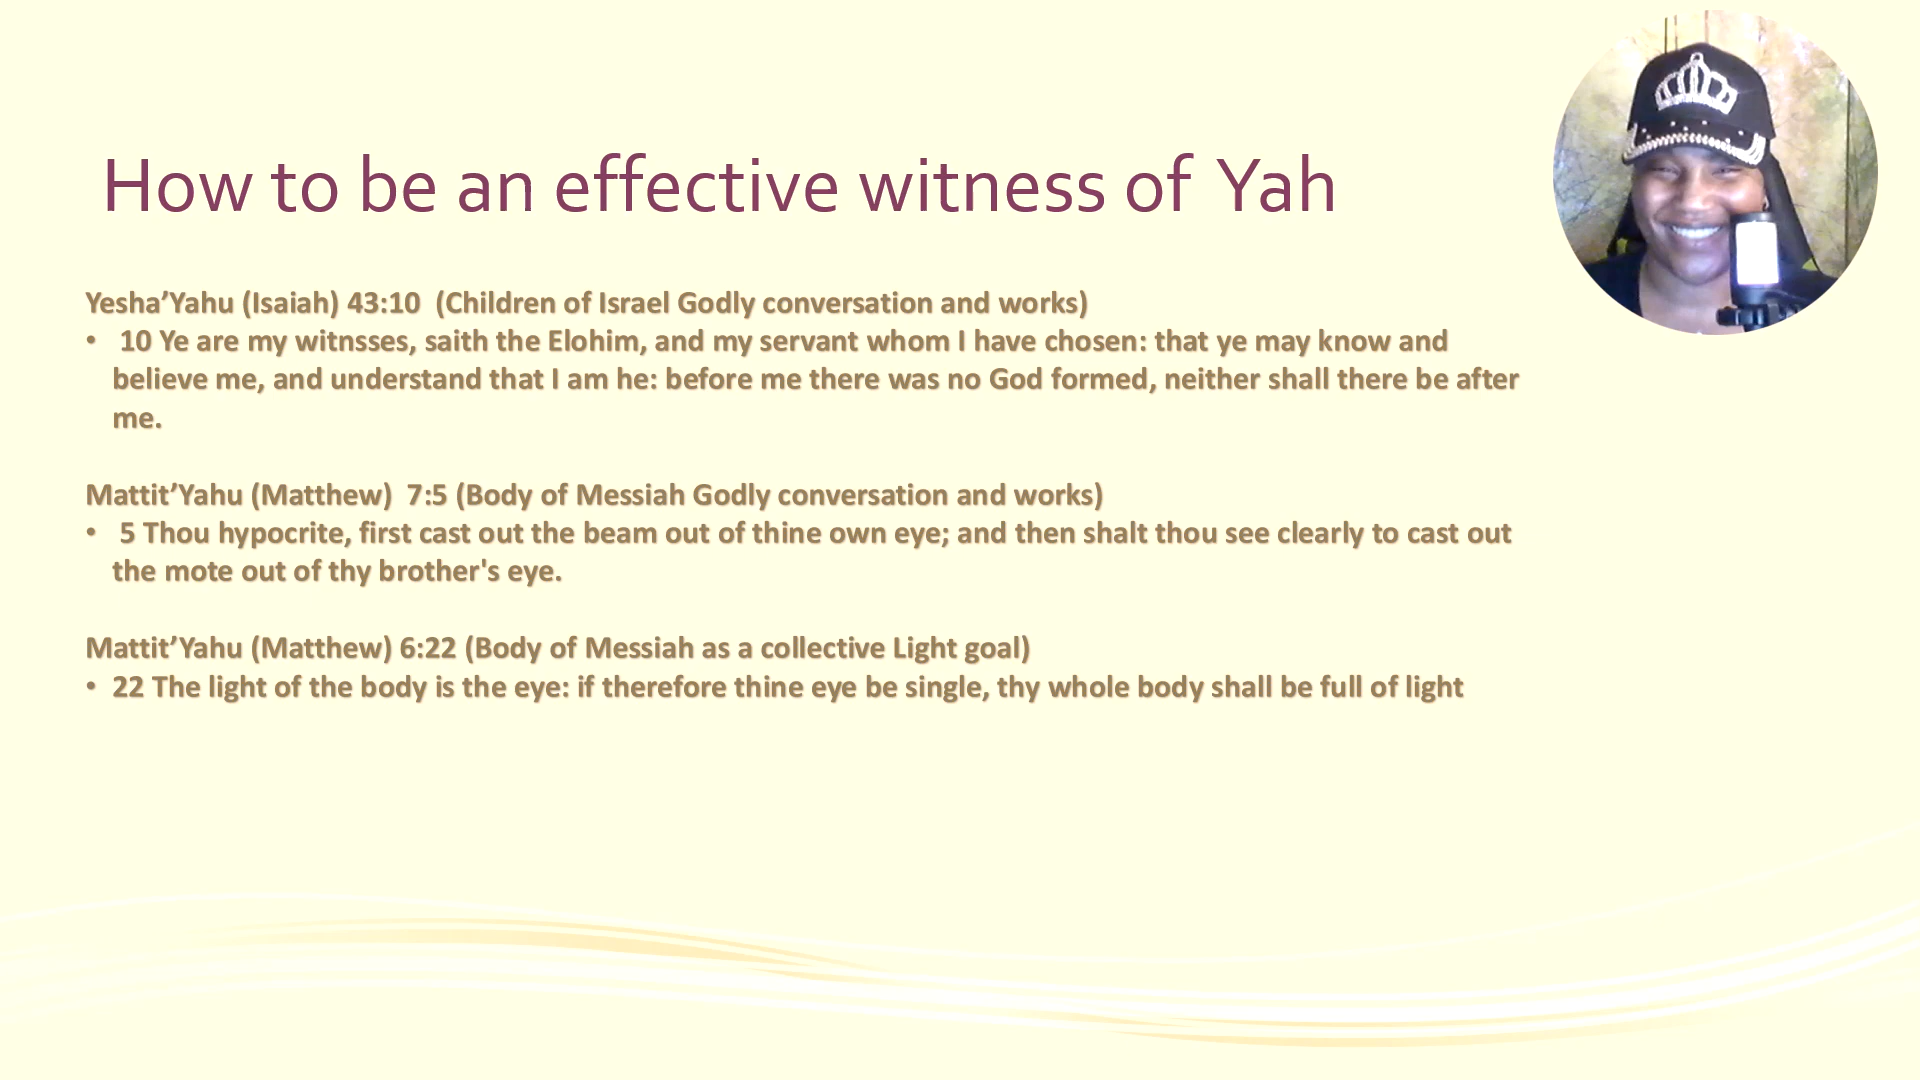 How to be an effective witness of Yah
Yesha’Yahu (Isaiah) 43:10 (Children of Israel Godly conversation and works)
• 10 Ye are my witnsses, saith the Elohim, and my servant whom I have chosen: that ye may know and
believe me, and understand that I am he: before me there was no God formed, neither shall there be after
me.
Mattit’Yahu (Matthew) 7:5 (Body of Messiah Godly conversation and works)
• 5 Thou hypocrite, first cast out the beam out of thine own eye; and then shalt thou see clearly to cast out
the mote out of thy brother's eye.
Mattit’Yahu (Matthew) 6:22 (Body of Messiah as a collective Light goal)
• 22 The light of the body is the eye: if therefore thine eye be single, thy whole body shall be full of light